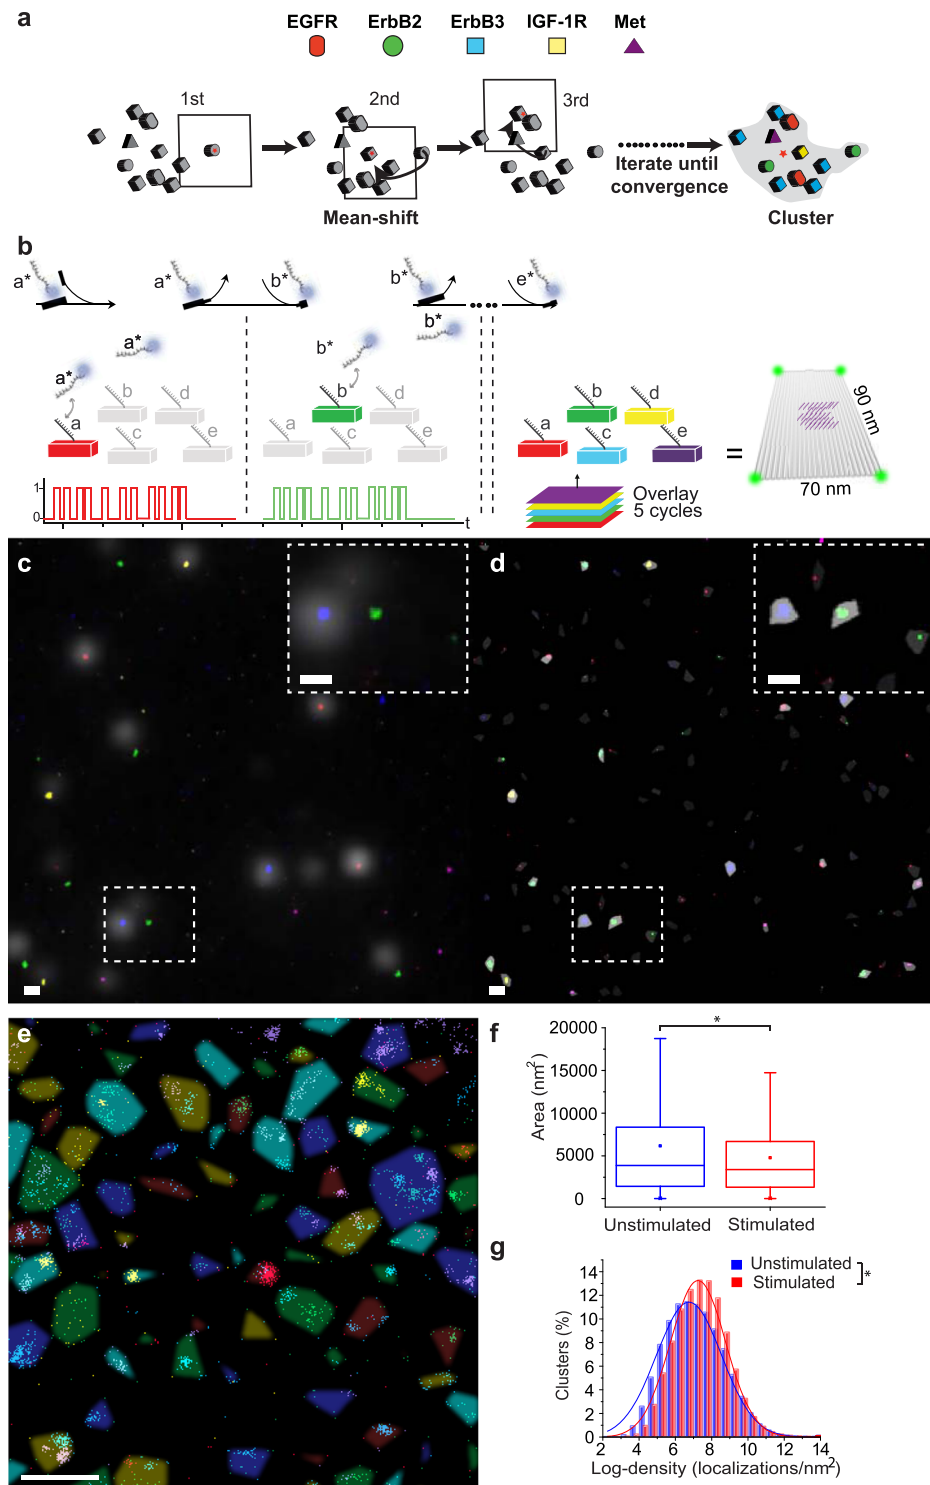 a
EGFR ErbB2 ErbB3 IGF-1R Met
1st 2nd 3rd
Iterate until
convergence
Mean-shift Cluster
b
a* a* b* b* e*
a* a* b* b*
b d b d b d
a c e a c e a c e
=
90 nm
70 nm
1
0
t
Overlay
5 cycles
c d
e
f
*
Area (nm²)
20000
15000
10000
5000
0
Unstimulated Stimulated
g
Unstimulated
Stimulated
*
Clusters (%)
14
12
10
8
6
4
2
0
2 4 6 8 10 12 14
Log-density (localizations/nm²)